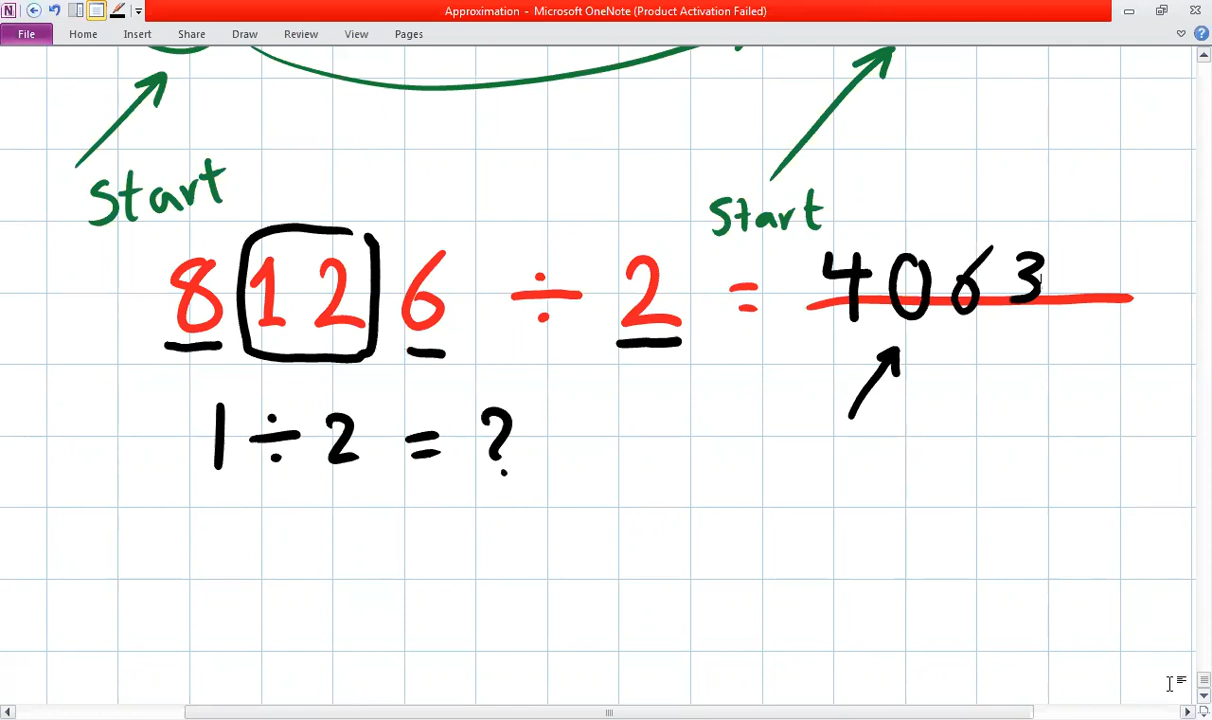 Approximation - Microsoft OneNote (Product Activation Failed)
File Home Insert Share Draw Review View Pages
start
start
8126 ÷ 2 = 4063
1 ÷ 2 = ?